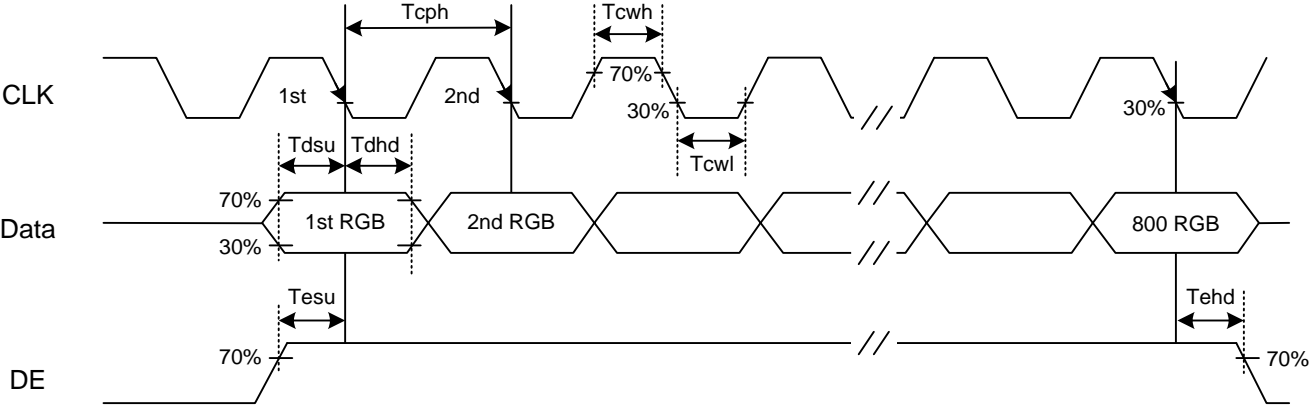 Tcph
Tcwh
CLK
1st
2nd
70%
30%
30%
Tdsu
Tdhd
Tcwl
70%
Data
1st RGB
2nd RGB
800 RGB
30%
Tesu
Tehd
70%
70%
DE